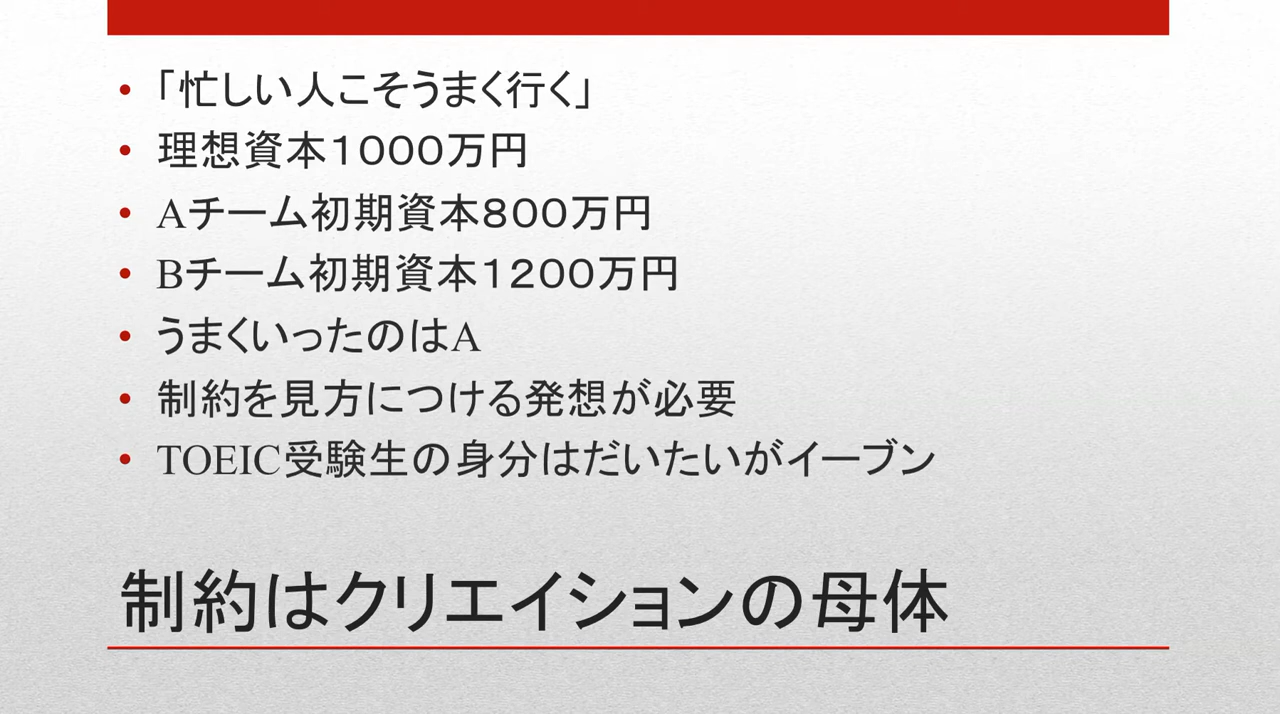 • 「忙しい人こそうまく行く」
• 理想資本１０００万円
• Aチーム初期資本８００万円
• Bチーム初期資本１２００万円
• うまくいったのはA
• 制約を見方につける発想が必要
• TOEIC受験生の身分はだいたいがイーブン
制約はクリエイションの母体